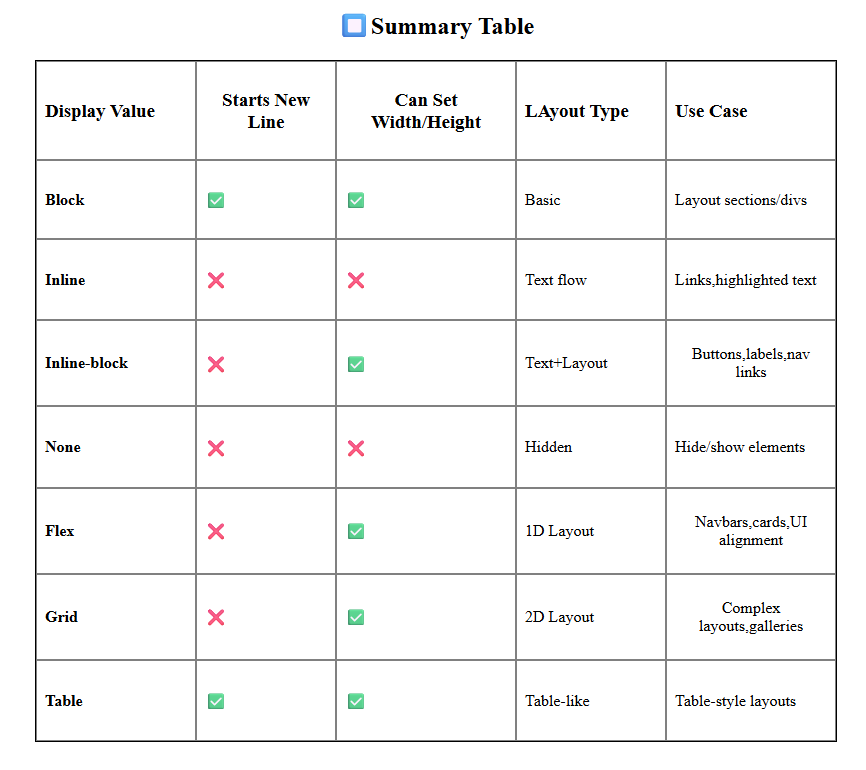 Summary Table
Display Value
Starts New
Line
Can Set
Width/Height
LAyout Type
Use Case
Block
Basic
Layout sections/divs
Inline
Text flow
Links,highlighted text
Inline-block
Text+Layout
Buttons,labels,nav
links
None
Hidden
Hide/show elements
Flex
1D Layout
Navbars,cards,UI
alignment
Grid
2D Layout
Complex
layouts,galleries
Table
Table-like
Table-style layouts